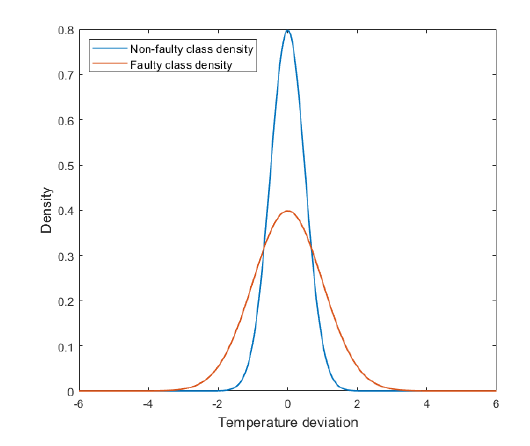 Non-faulty class density
Faulty class density
0.8
0.7
0.6
0.5
0.4
0.3
0.2
0.1
0
Density
-6 -4 -2 0 2 4 6
Temperature deviation